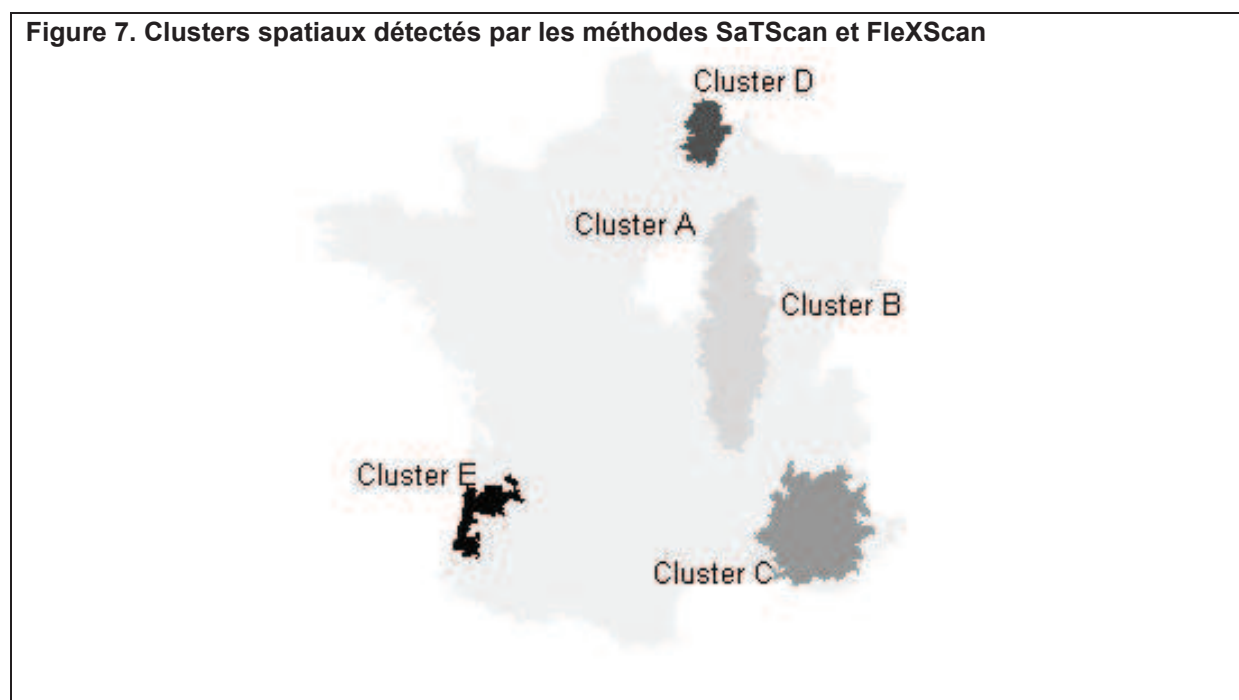 Figure 7. Clusters spatiaux détectés par les méthodes SaTScan et FleXScan
Cluster D
Cluster A
Cluster B
Cluster E
Cluster C